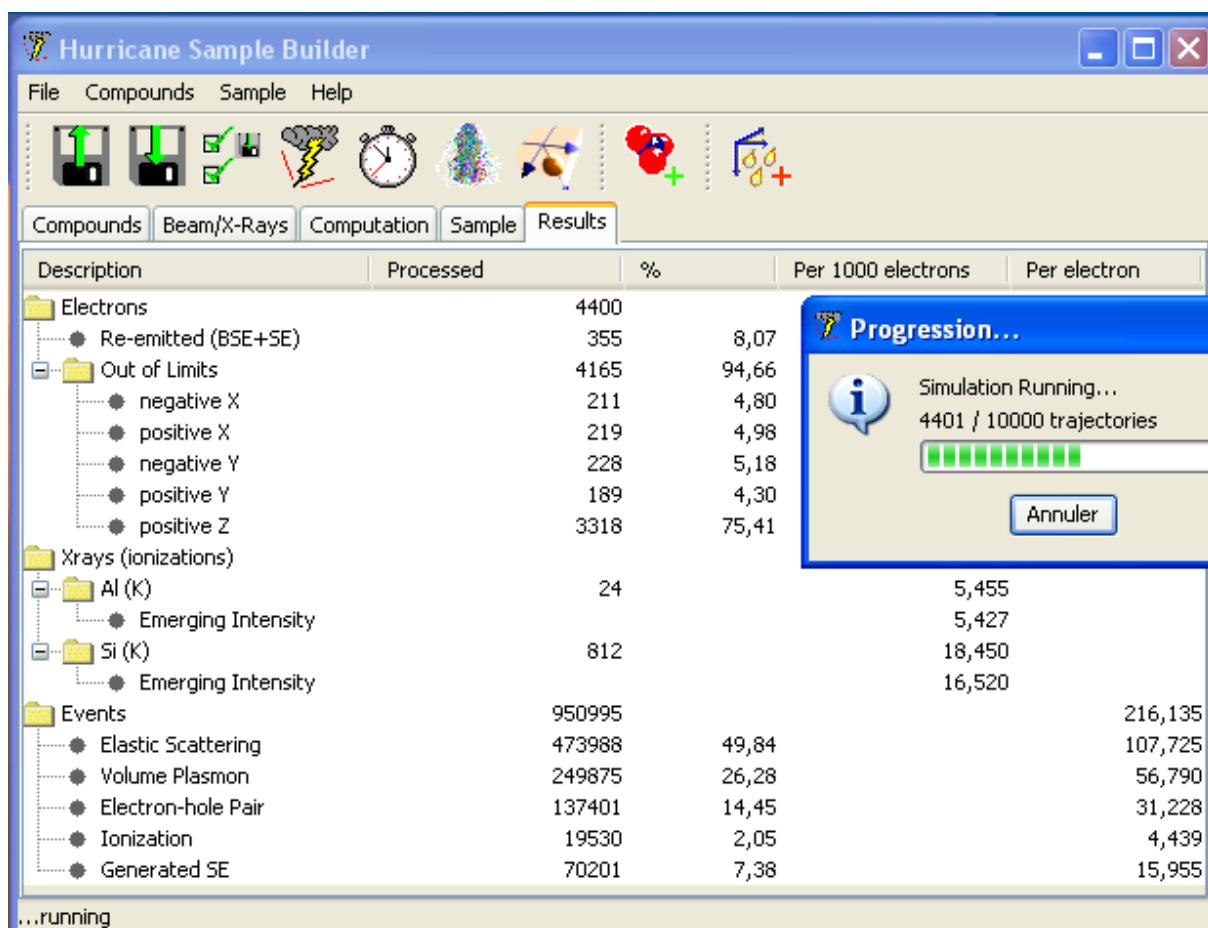 Hurricane Sample Builder
File Compounds Sample Help
Compounds Beam/X-Rays Computation Sample Results
Description Processed % Per 1000 electrons Per electron
Electrons 4400
Re-emitted (BSE+SE) 355 8,07
Out of Limits 4165 94,66
negative X 211 4,80
positive X 219 4,98
negative Y 228 5,18
positive Y 189 4,30
positive Z 3318 75,41
Progression...
Simulation Running...
4401 / 10000 trajectories
Annuler
Xrays (ionizations)
Al (K) 24 5,455
Emerging Intensity 5,427
Si (K) 812 18,450
Emerging Intensity 16,520
Events 950995 216,135
Elastic Scattering 473988 49,84 107,725
Volume Plasmon 249875 26,28 56,790
Electron-hole Pair 137401 14,45 31,228
Ionization 19530 2,05 4,439
Generated SE 70201 7,38 15,955
...running